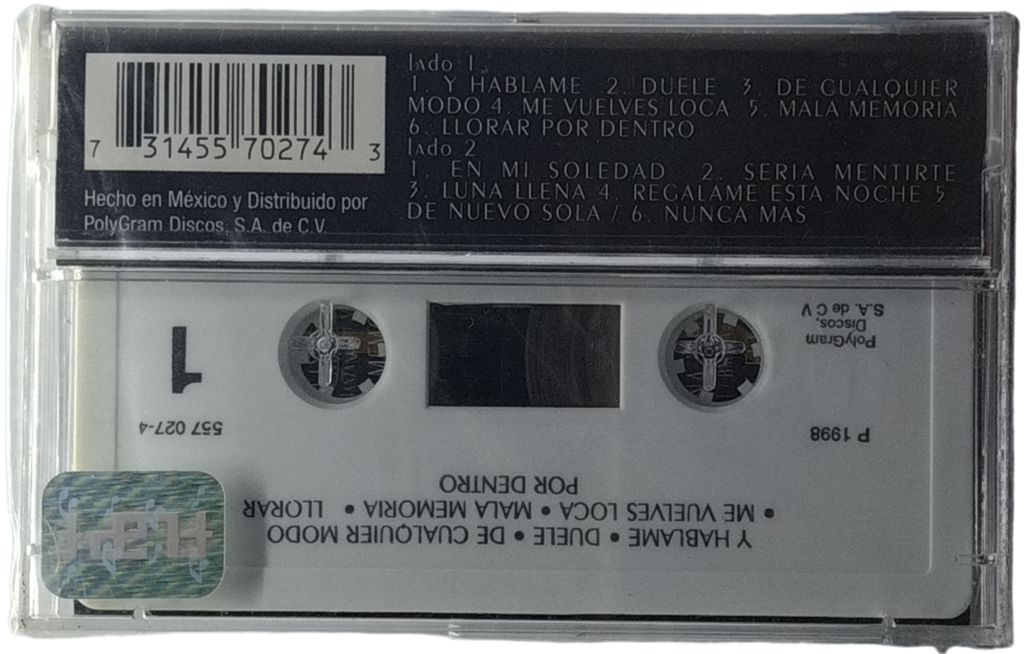 lado 1
1. Y HABLAME 2. DUELE 3. DE CUALQUIER
MODO 4. ME VUELVES LOCA 5. MALA MEMORIA
6. LLORAR POR DENTRO
lado 2
1. EN MI SOLEDAD 2. SERIA MENTIRTE
3. LUNA LLENA 4. REGALAME ESTA NOCHE 5
DE NUEVO SOLA / 6. NUNCA MAS
7 31455 70274 3
Hecho en México y Distribuido por
PolyGram Discos, S.A. de C.V.
1
PolyGram
Discos,
S.A. de C V
557 027-4
P 1998
Y HABLAME • DUELE • DE CUALQUIER MODO
• ME VUELVES LOCA • MALA MEMORIA • LLORAR
POR DENTRO